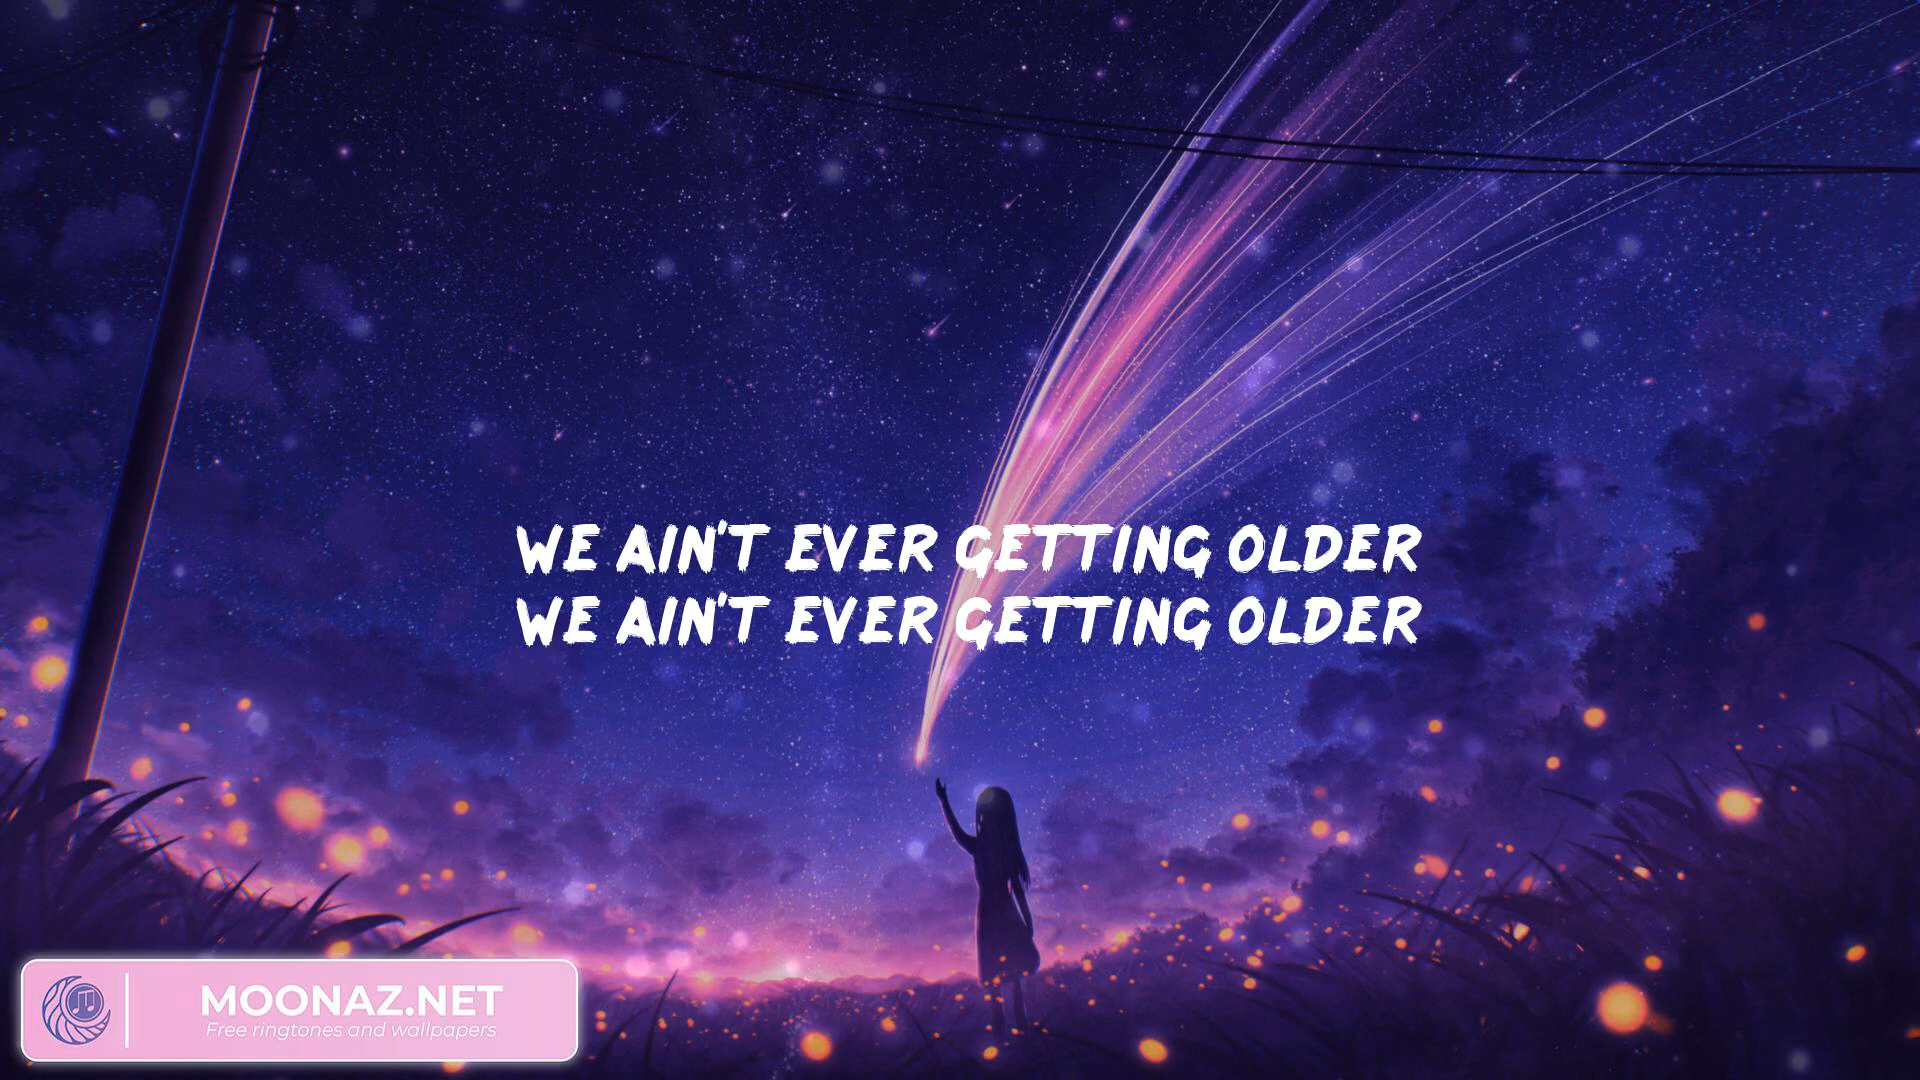 WE AIN'T EVER GETTING OLDER
WE AIN'T EVER GETTING OLDER
MOONAZ.NET
Free ringtones and wallpapers